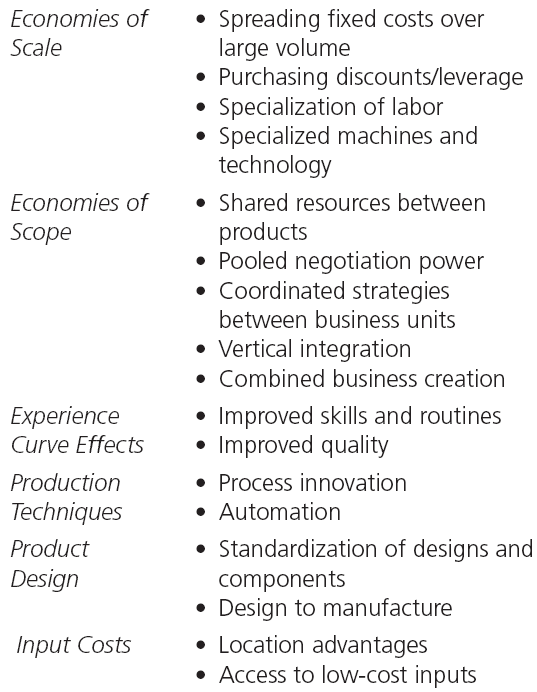 Economies of • Spreading fixed costs over
Scale large volume
• Purchasing discounts/leverage
• Specialization of labor
• Specialized machines and
technology
Economies of • Shared resources between
Scope products
• Pooled negotiation power
• Coordinated strategies
between business units
• Vertical integration
• Combined business creation
Experience • Improved skills and routines
Curve Effects • Improved quality
Production • Process innovation
Techniques • Automation
Product • Standardization of designs and
Design components
• Design to manufacture
Input Costs • Location advantages
• Access to low-cost inputs